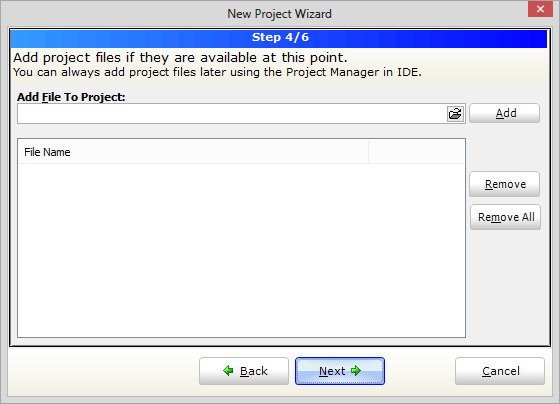 New Project Wizard
Step 4/6
Add project files if they are available at this point.
You can always add project files later using the Project Manager in IDE.
Add File To Project:
Add
File Name
Remove
Remove All
Back
Next
Cancel